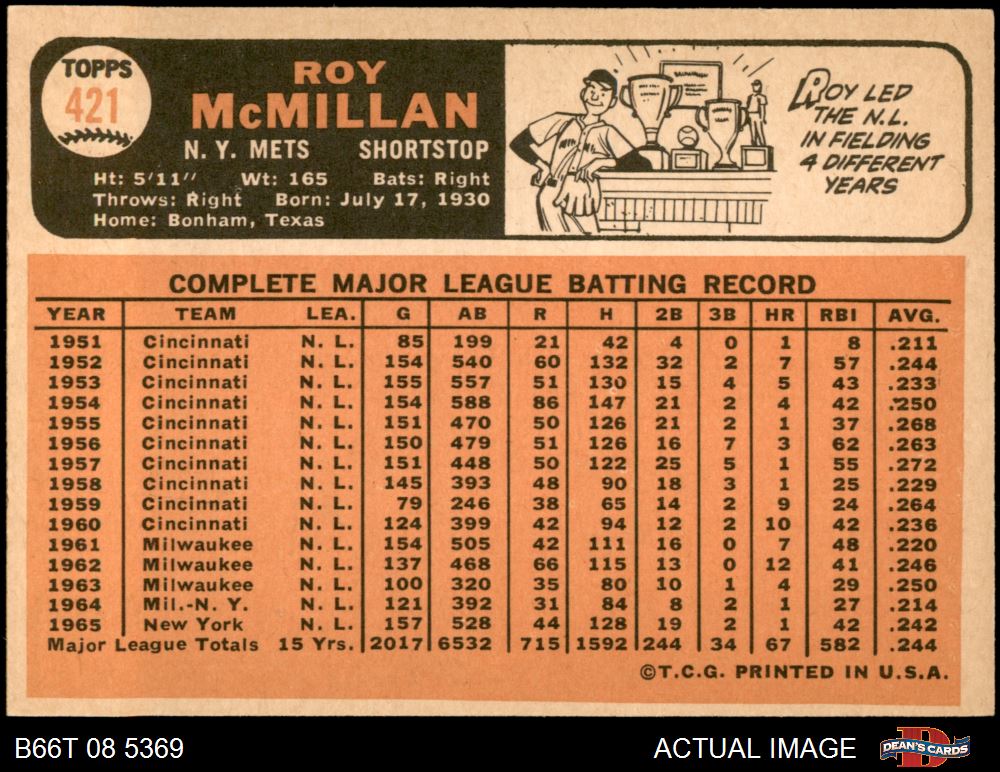 TOPPS
421
ROY
McMILLAN
N. Y. METS SHORTSTOP
Ht: 5'11" Wt: 165 Bats: Right
Throws: Right Born: July 17, 1930
Home: Bonham, Texas
ROY LED
THE N.L.
IN FIELDING
4 DIFFERENT
YEARS
COMPLETE MAJOR LEAGUE BATTING RECORD
YEAR TEAM LEA. G AB R H 2B 3B HR RBI AVG.
1951 Cincinnati N. L. 85 199 21 42 4 0 1 8 .211
1952 Cincinnati N. L. 154 540 60 132 32 2 7 57 .244
1953 Cincinnati N. L. 155 557 51 130 15 4 5 43 .233
1954 Cincinnati N. L. 154 588 86 147 21 2 4 42 .250
1955 Cincinnati N. L. 151 470 50 126 21 2 1 37 .268
1956 Cincinnati N. L. 150 479 51 126 16 7 3 62 .263
1957 Cincinnati N. L. 151 448 50 122 25 5 1 55 .272
1958 Cincinnati N. L. 145 393 48 90 18 3 1 25 .229
1959 Cincinnati N. L. 79 246 38 65 14 2 9 24 .264
1960 Cincinnati N. L. 124 399 42 94 12 2 10 42 .236
1961 Milwaukee N. L. 154 505 42 111 16 0 7 48 .220
1962 Milwaukee N. L. 137 468 66 115 13 0 12 41 .246
1963 Milwaukee N. L. 100 320 35 80 10 1 4 29 .250
1964 Mil.-N. Y. N. L. 121 392 31 84 8 2 1 27 .214
1965 New York N. L. 157 528 44 128 19 2 1 42 .242
Major League Totals 15 Yrs. 2017 6532 715 1592 244 34 67 582 .244
©T.C.G. PRINTED IN U.S.A.
B66T 08 5369 ACTUAL IMAGE DEAN'S CARDS